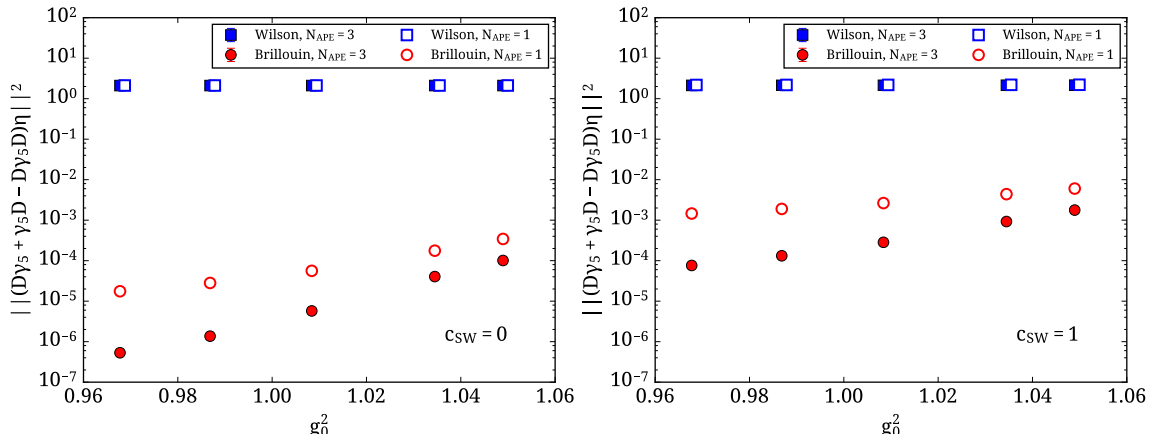 10²
10¹
10⁰
10⁻¹
10⁻²
10⁻³
10⁻⁴
10⁻⁵
10⁻⁶
10⁻⁷
||(Dγ₅ + γ₅D − Dγ₅D)η||²
Wilson, N_APE = 3
Brillouin, N_APE = 3
Wilson, N_APE = 1
Brillouin, N_APE = 1
c_SW = 0
0.96 0.98 1.00 1.02 1.04 1.06
g₀²
10²
10¹
10⁰
10⁻¹
10⁻²
10⁻³
10⁻⁴
10⁻⁵
10⁻⁶
10⁻⁷
||(Dγ₅ + γ₅D − Dγ₅D)η||²
Wilson, N_APE = 3
Brillouin, N_APE = 3
Wilson, N_APE = 1
Brillouin, N_APE = 1
c_SW = 1
0.96 0.98 1.00 1.02 1.04 1.06
g₀²